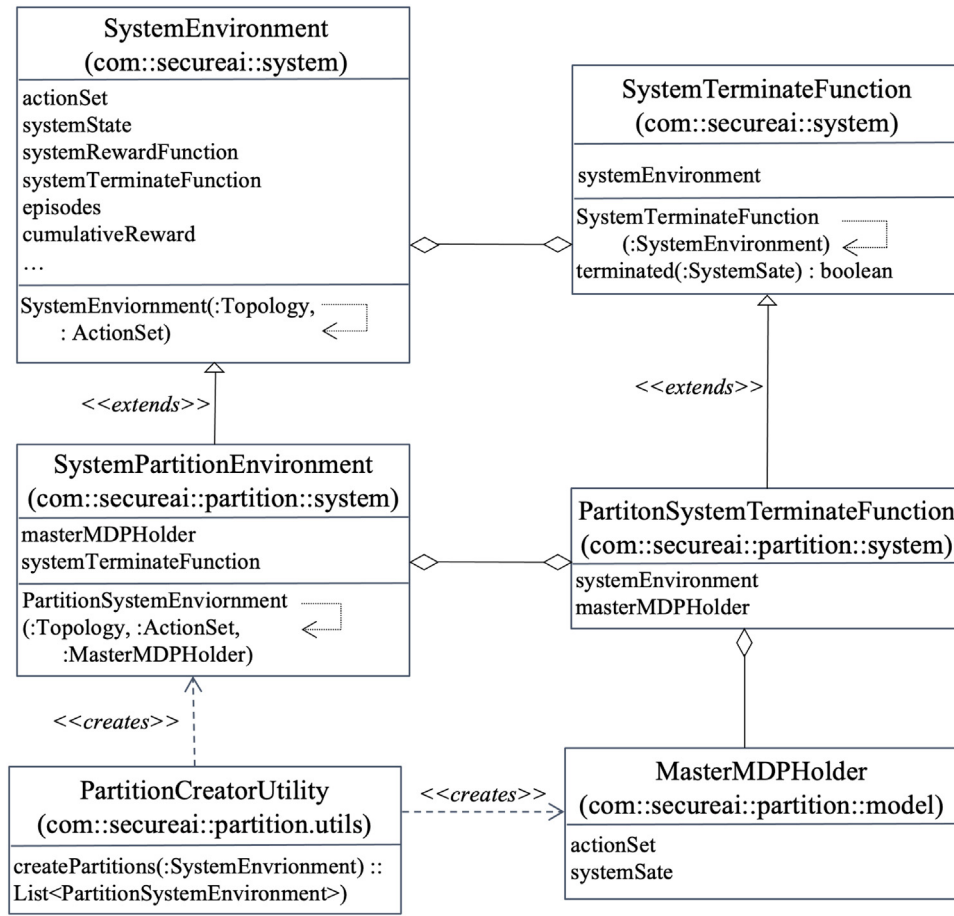 SystemEnvironment
(com::secureai::system)
actionSet
systemState
systemRewardFunction
systemTerminateFunction
episodes
cumulativeReward
...
SystemEnviornment(:Topology,
: ActionSet)
SystemTerminateFunction
(com::secureai::system)
systemEnvironment
SystemTerminateFunction
(:SystemEnvironment)
terminated(:SystemSate) : boolean
<<extends>>
<<extends>>
SystemPartitionEnvironment
(com::secureai::partition::system)
masterMDPHolder
systemTerminateFunction
PartitionSystemEnviornment
(:Topology, :ActionSet,
:MasterMDPHolder)
PartitonSystemTerminateFunction
(com::secureai::partition::system)
systemEnvironment
masterMDPHolder
<<creates>>
PartitionCreatorUtility
(com::secureai::partition.utils)
createPartitions(:SystemEnvrionment) ::
List<PartitionSystemEnvironment>)
<<creates>>
MasterMDPHolder
(com::secureai::partition::model)
actionSet
systemSate